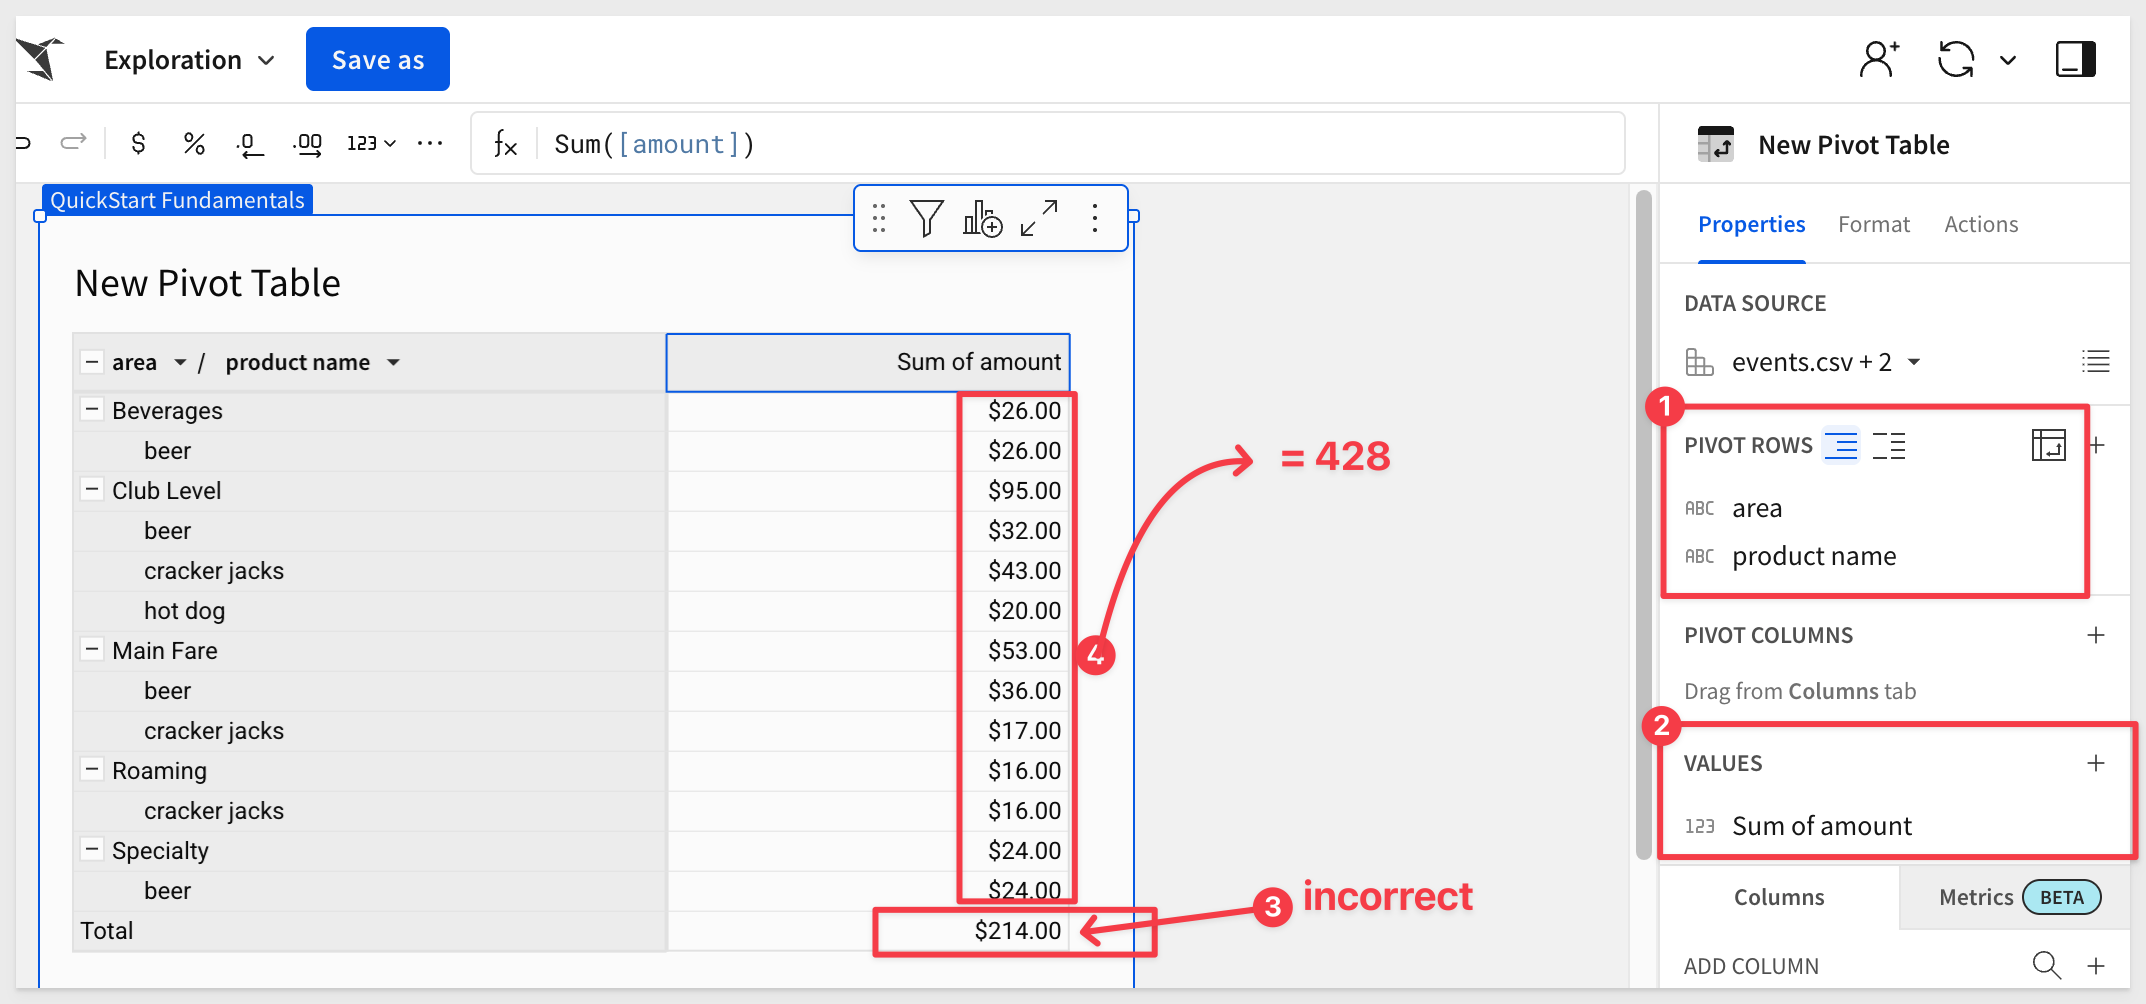 Exploration
Save as
$ % .0 .00 123 ...
fx Sum([amount])
New Pivot Table
QuickStart Fundamentals
Properties Format Actions
New Pivot Table
DATA SOURCE
events.csv + 2
area / product name Sum of amount
Beverages $26.00
beer $26.00
Club Level $95.00
beer $32.00
cracker jacks $43.00
hot dog $20.00
Main Fare $53.00
beer $36.00
cracker jacks $17.00
Roaming $16.00
cracker jacks $16.00
Specialty $24.00
beer $24.00
Total $214.00
4
= 428
3 incorrect
1
PIVOT ROWS
ABC area
ABC product name
PIVOT COLUMNS
Drag from Columns tab
2
VALUES
123 Sum of amount
Columns Metrics BETA
ADD COLUMN